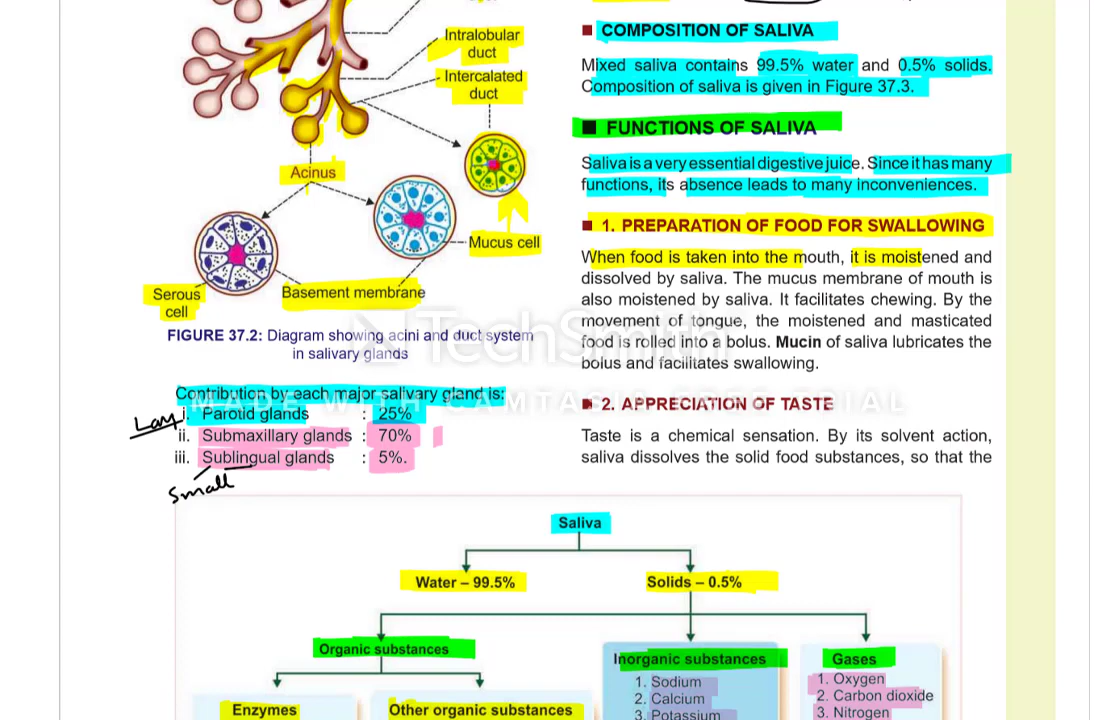 Intralobular
duct
Intercalated
duct
Acinus
Mucus cell
Serous
cell
Basement membrane
FIGURE 37.2: Diagram showing acini and duct system
in salivary glands
Contribution by each major salivary gland is:
i. Parotid glands : 25%
ii. Submaxillary glands : 70%
iii. Sublingual glands : 5%.
Small
■ COMPOSITION OF SALIVA
Mixed saliva contains 99.5% water and 0.5% solids.
Composition of saliva is given in Figure 37.3.
■ FUNCTIONS OF SALIVA
Saliva is a very essential digestive juice. Since it has many
functions, its absence leads to many inconveniences.
■ 1. PREPARATION OF FOOD FOR SWALLOWING
When food is taken into the mouth, it is moistened and
dissolved by saliva. The mucus membrane of mouth is
also moistened by saliva. It facilitates chewing. By the
movement of tongue, the moistened and masticated
food is rolled into a bolus. Mucin of saliva lubricates the
bolus and facilitates swallowing.
■ 2. APPRECIATION OF TASTE
Taste is a chemical sensation. By its solvent action,
saliva dissolves the solid food substances, so that the
TechSmith
MADE WITH CAMTASIA FREE TRIAL
Saliva
Water – 99.5%
Solids – 0.5%
Organic substances
Enzymes
Other organic substances
Inorganic substances
1. Sodium
2. Calcium
3. Potassium
Gases
1. Oxygen
2. Carbon dioxide
3. Nitrogen